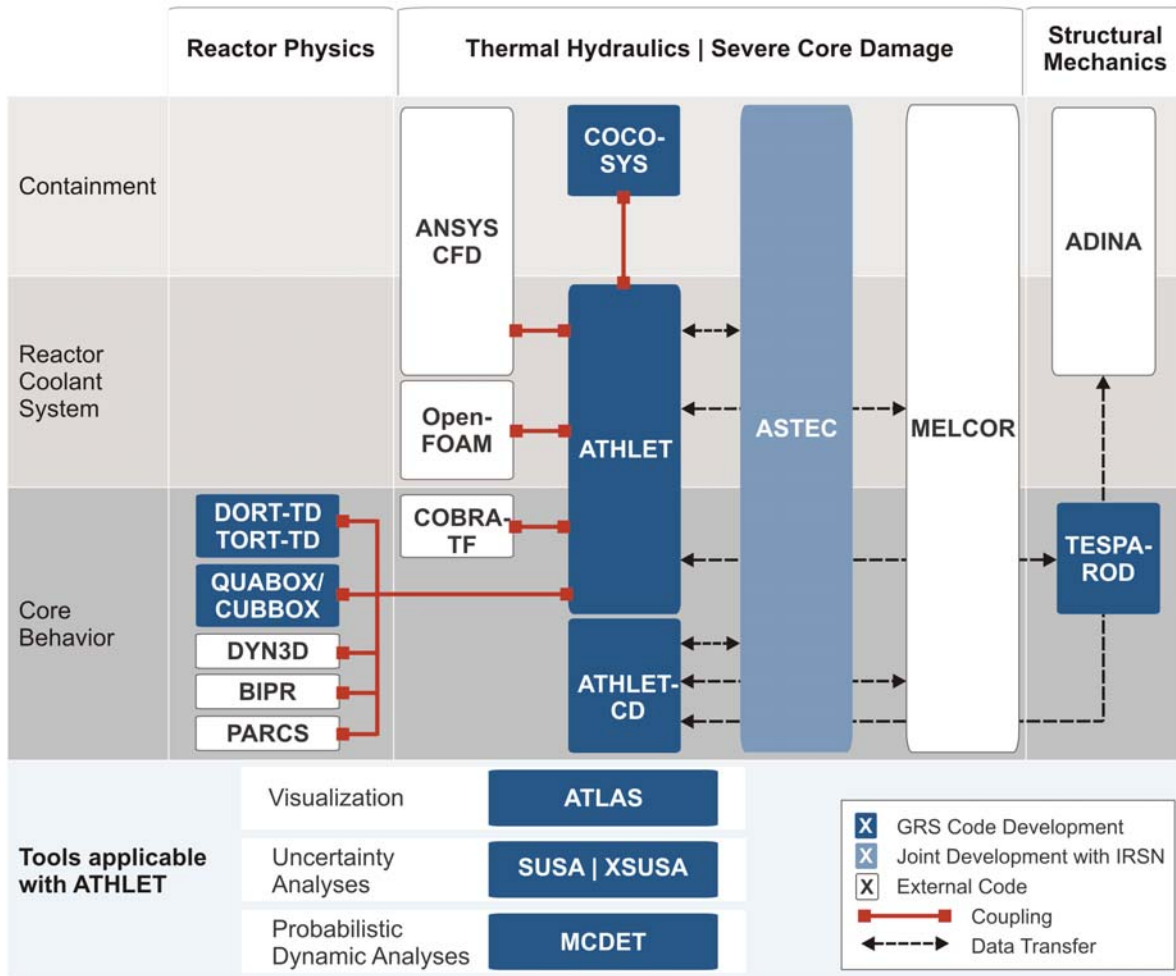 Reactor Physics
Thermal Hydraulics | Severe Core Damage
Structural
Mechanics
Containment
COCO-
SYS
ANSYS
CFD
ADINA
Reactor
Coolant
System
Open-
FOAM
ATHLET
ASTEC
MELCOR
Core
Behavior
DORT-TD
TORT-TD
QUABOX/
CUBBOX
DYN3D
BIPR
PARCS
COBRA-
TF
ATHLET-
CD
TESPA-
ROD
Tools applicable
with ATHLET
Visualization
ATLAS
Uncertainty
Analyses
SUSA | XSUSA
Probabilistic
Dynamic Analyses
MCDET
X GRS Code Development
X Joint Development with IRSN
X External Code
Coupling
Data Transfer